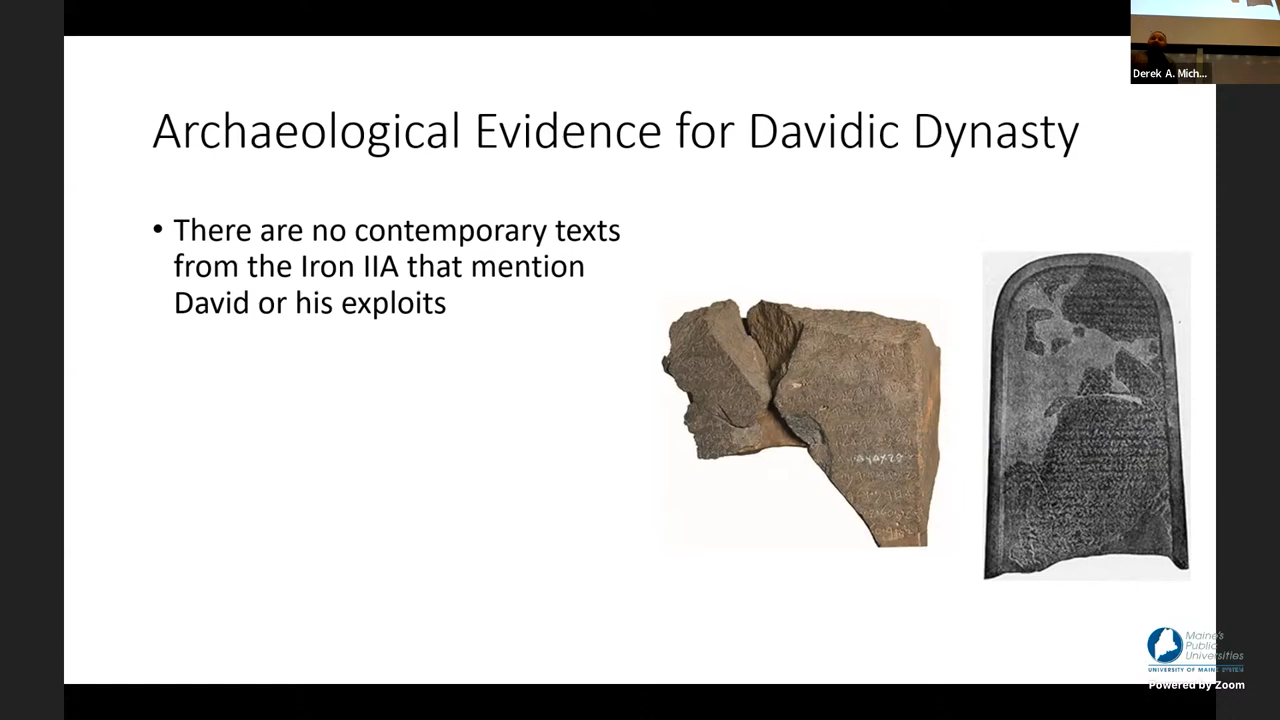 Derek A. Mich...
Archaeological Evidence for Davidic Dynasty
• There are no contemporary texts
from the Iron IIA that mention
David or his exploits
Maine's
Public
Universities
UNIVERSITY OF MAINE SYSTEM
Powered by Zoom